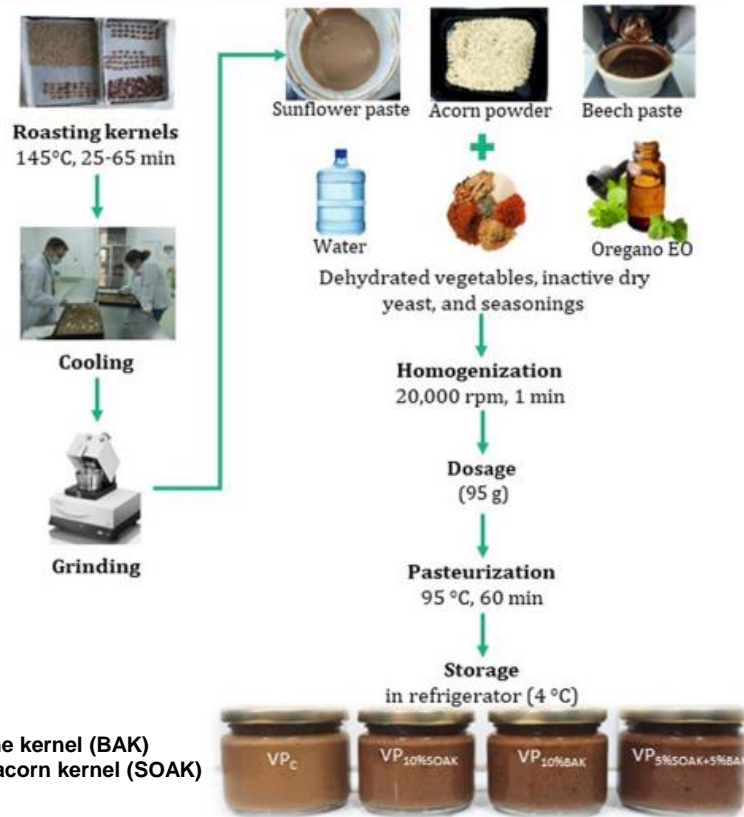 Roasting kernels
145°C, 25-65 min
Cooling
Grinding
Sunflower paste
Acorn powder
Beech paste
Water
Oregano EO
Dehydrated vegetables, inactive dry
yeast, and seasonings
Homogenization
20,000 rpm, 1 min
Dosage
(95 g)
Pasteurization
95 °C, 60 min
Storage
in refrigerator (4 °C)
kernel (BAK)
acorn kernel (SOAK)
VPC
VP10%SOAK
VP10%BAK
VP5%SOAK+5%BAK